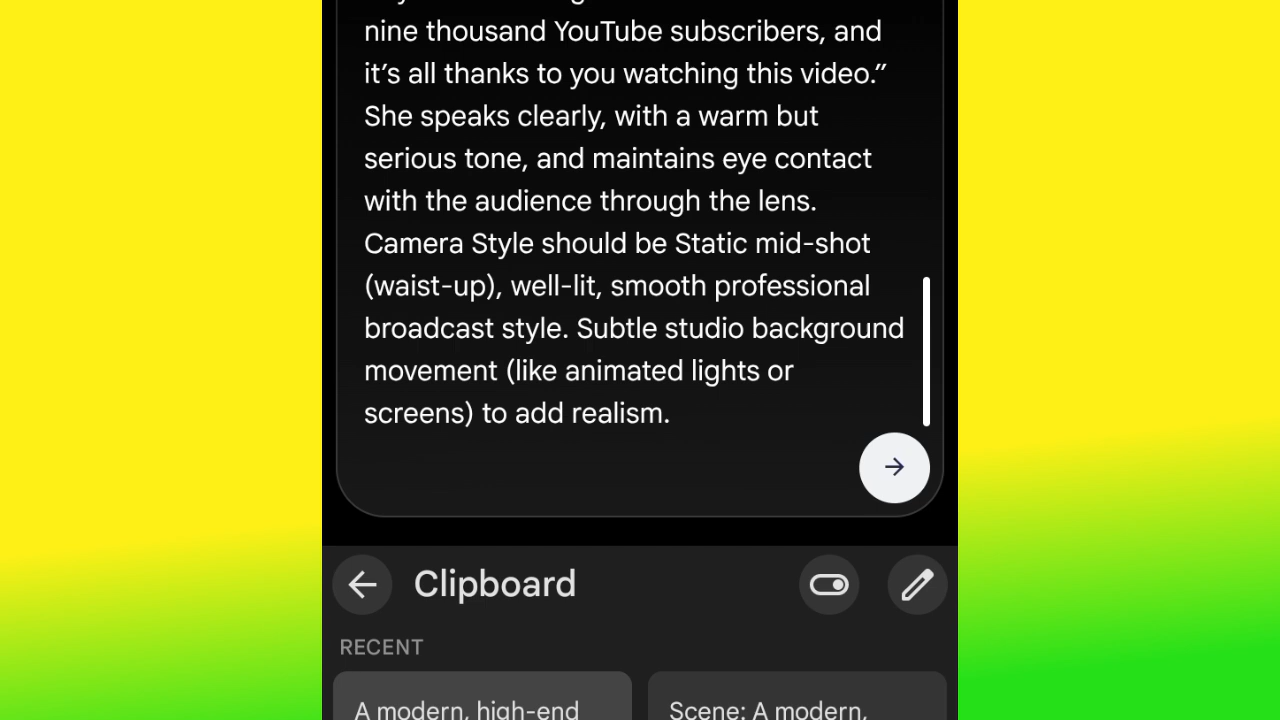 nine thousand YouTube subscribers, and
it’s all thanks to you watching this video.”
She speaks clearly, with a warm but
serious tone, and maintains eye contact
with the audience through the lens.
Camera Style should be Static mid-shot
(waist-up), well-lit, smooth professional
broadcast style. Subtle studio background
movement (like animated lights or
screens) to add realism.
Clipboard
RECENT
A modern, high-end
Scene: A modern,